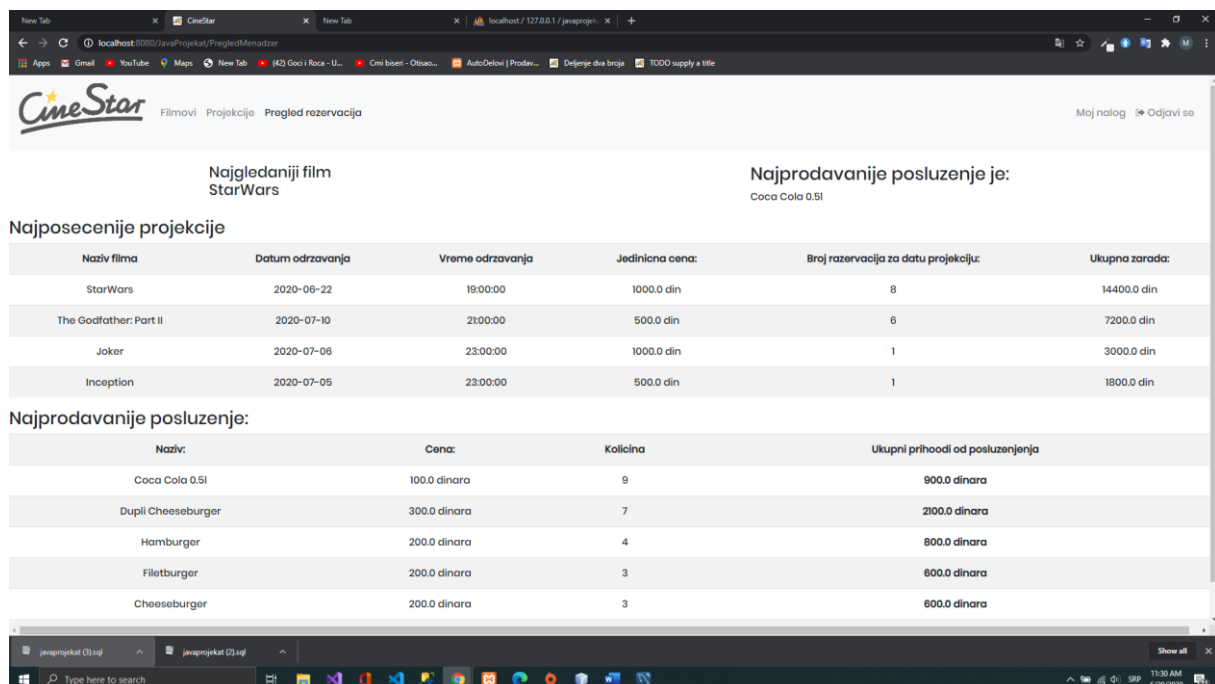 New Tab CineStar New Tab localhost / 127.0.0.1 / javaprojek
localhost:8080/JavaProjekat/PregledMenadzer M
Apps Gmail YouTube Maps New Tab (42) Goci i Roca - U... Crni biseri - Otisao... AutoDelovi | Prodav... Deljenje dva broja TODO supply a title
CineStar Filmovi Projekcije Pregled rezervacija Moj nalog Odjavi se
Najgledaniji film
StarWars
Najprodavanije posluzenje je:
Coca Cola 0.5l
Najposecenije projekcije
Naziv filma Datum odrzavanja Vreme odrzavanja Jedinicna cena: Broj razervacija za datu projekciju: Ukupna zarada:
StarWars 2020-06-22 19:00:00 1000.0 din 8 14400.0 din
The Godfather: Part II 2020-07-10 21:00:00 500.0 din 6 7200.0 din
Joker 2020-07-06 23:00:00 1000.0 din 1 3000.0 din
Inception 2020-07-05 23:00:00 500.0 din 1 1800.0 din
Najprodavanije posluzenje:
Naziv: Cena: Kolicina Ukupni prihoodi od posluzenjenja
Coca Cola 0.5l 100.0 dinara 9 900.0 dinara
Dupli Cheeseburger 300.0 dinara 7 2100.0 dinara
Hamburger 200.0 dinara 4 800.0 dinara
Filetburger 200.0 dinara 3 600.0 dinara
Cheeseburger 200.0 dinara 3 600.0 dinara
javaprojekat (3).sql javaprojekat (2).sql Show all
Type here to search SRP 11:30 AM